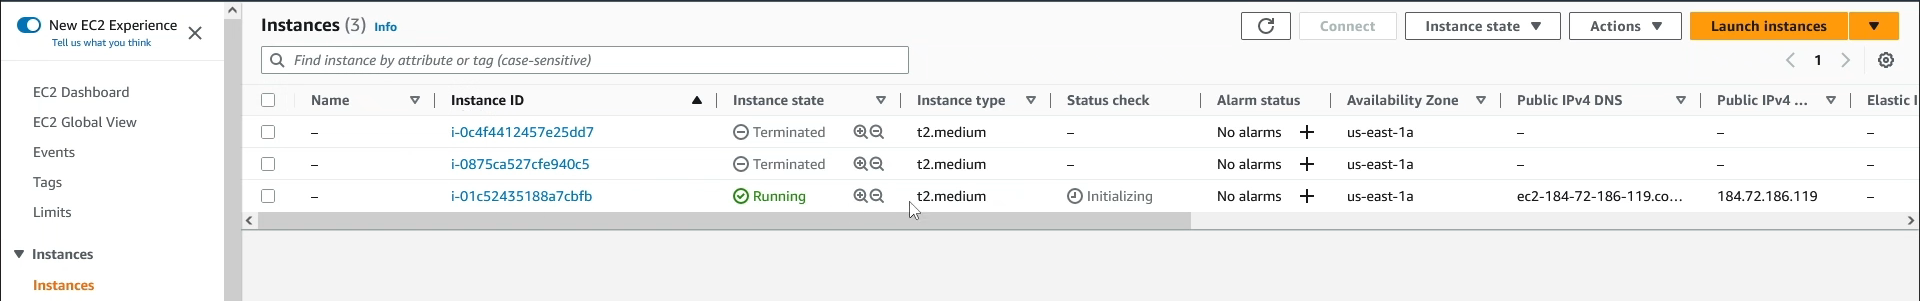 New EC2 Experience
Tell us what you think
EC2 Dashboard
EC2 Global View
Events
Tags
Limits
Instances
Instances
Instances (3) Info
Connect Instance state Actions Launch instances
Find instance by attribute or tag (case-sensitive)
1
Name Instance ID Instance state Instance type Status check Alarm status Availability Zone Public IPv4 DNS Public IPv4 ... Elastic I
– i-0c4f4412457e25dd7 Terminated t2.medium – No alarms + us-east-1a – – –
– i-0875ca527cfe940c5 Terminated t2.medium – No alarms + us-east-1a – – –
– i-01c52435188a7cbfb Running t2.medium Initializing No alarms + us-east-1a ec2-184-72-186-119.co... 184.72.186.119 –